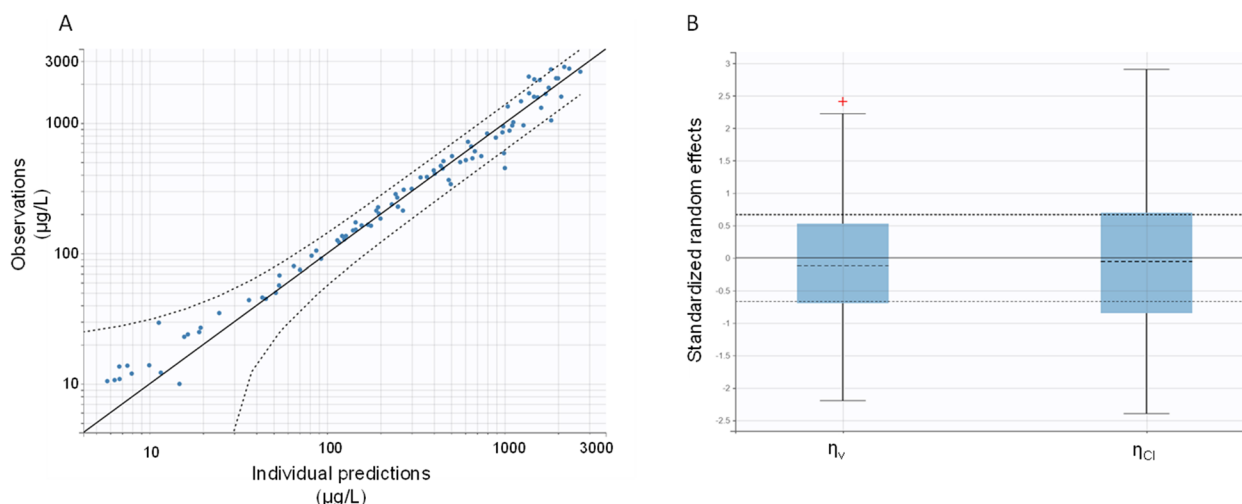 A
Observations
(µg/L)
3000
1000
100
10
10
100
1000
3000
Individual predictions
(µg/L)
B
Standardized random effects
3
2.5
2
1.5
1
0.5
0
-0.5
-1
-1.5
-2
-2.5
ηv
ηCl